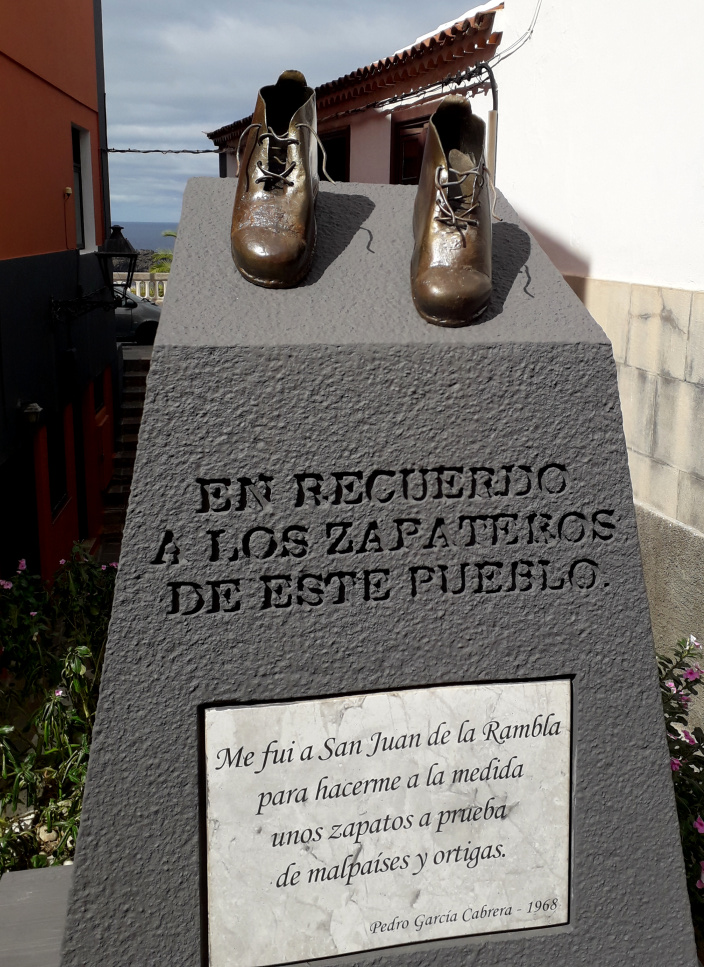 EN RECUERDO
A LOS ZAPATEROS
DE ESTE PUEBLO.
Me fui a San Juan de la Rambla
para hacerme a la medida
unos zapatos a prueba
de malpaíses y ortigas.
Pedro García Cabrera - 1968